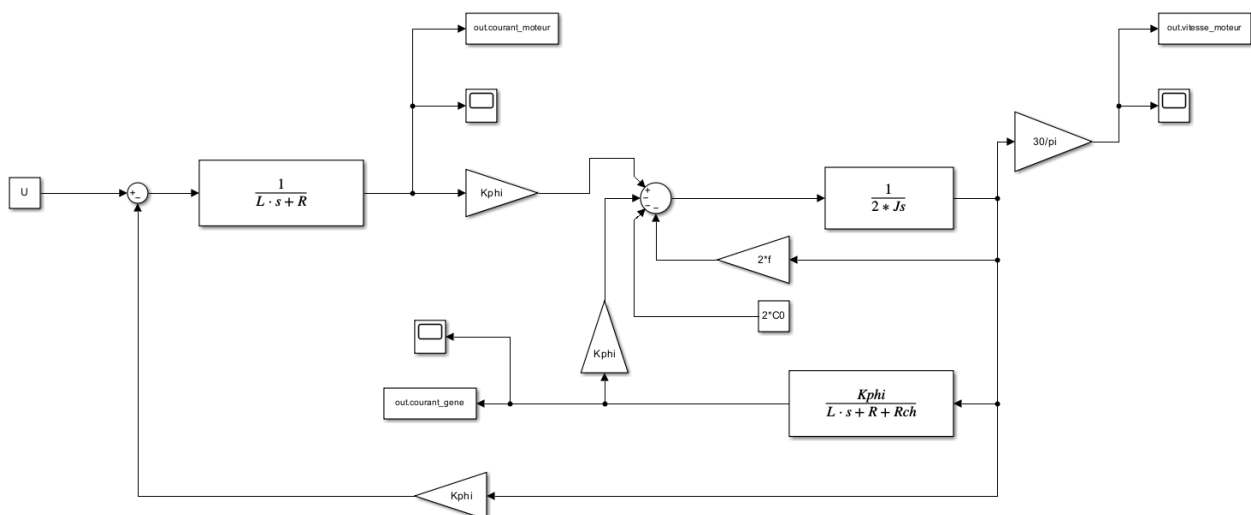 out.courant_moteur
out.vitesse_moteur
30/pi
U
+
−
1
L · s + R
Kphi
+
−
−
−
1
2 * Js
2*f
2*C0
Kphi
out.courant_gene
Kphi
L · s + R + Rch
Kphi